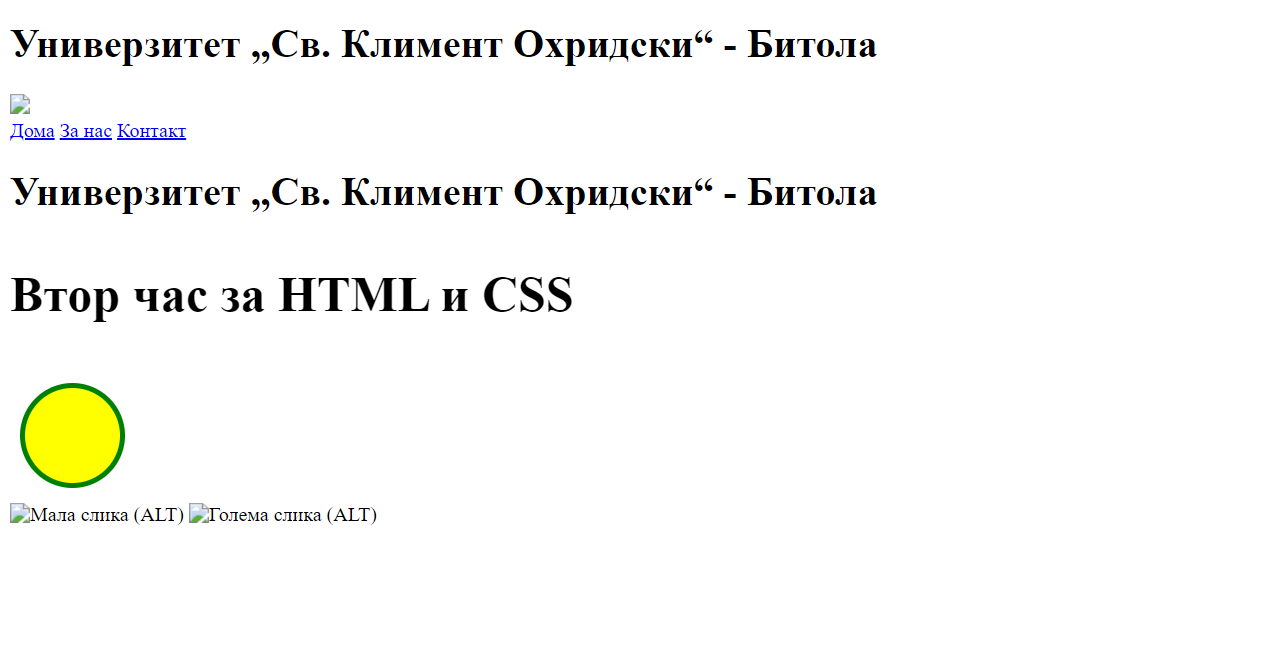 Универзитет „Св. Климент Охридски“ - Битола
Дома За нас Контакт
Универзитет „Св. Климент Охридски“ - Битола
Втор час за HTML и CSS
Мала слика (ALT) Голема слика (ALT)